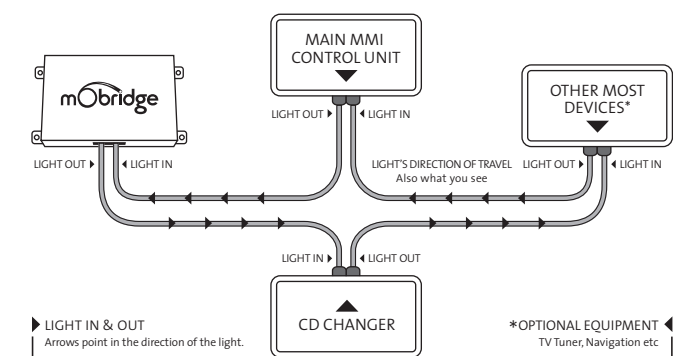 MAIN MMI
CONTROL UNIT
mObridge
OTHER MOST
DEVICES*
LIGHT OUT
LIGHT IN
LIGHT OUT
LIGHT IN
LIGHT'S DIRECTION OF TRAVEL
Also what you see
LIGHT OUT
LIGHT IN
LIGHT IN
LIGHT OUT
CD CHANGER
LIGHT IN & OUT
Arrows point in the direction of the light.
*OPTIONAL EQUIPMENT
TV Tuner, Navigation etc